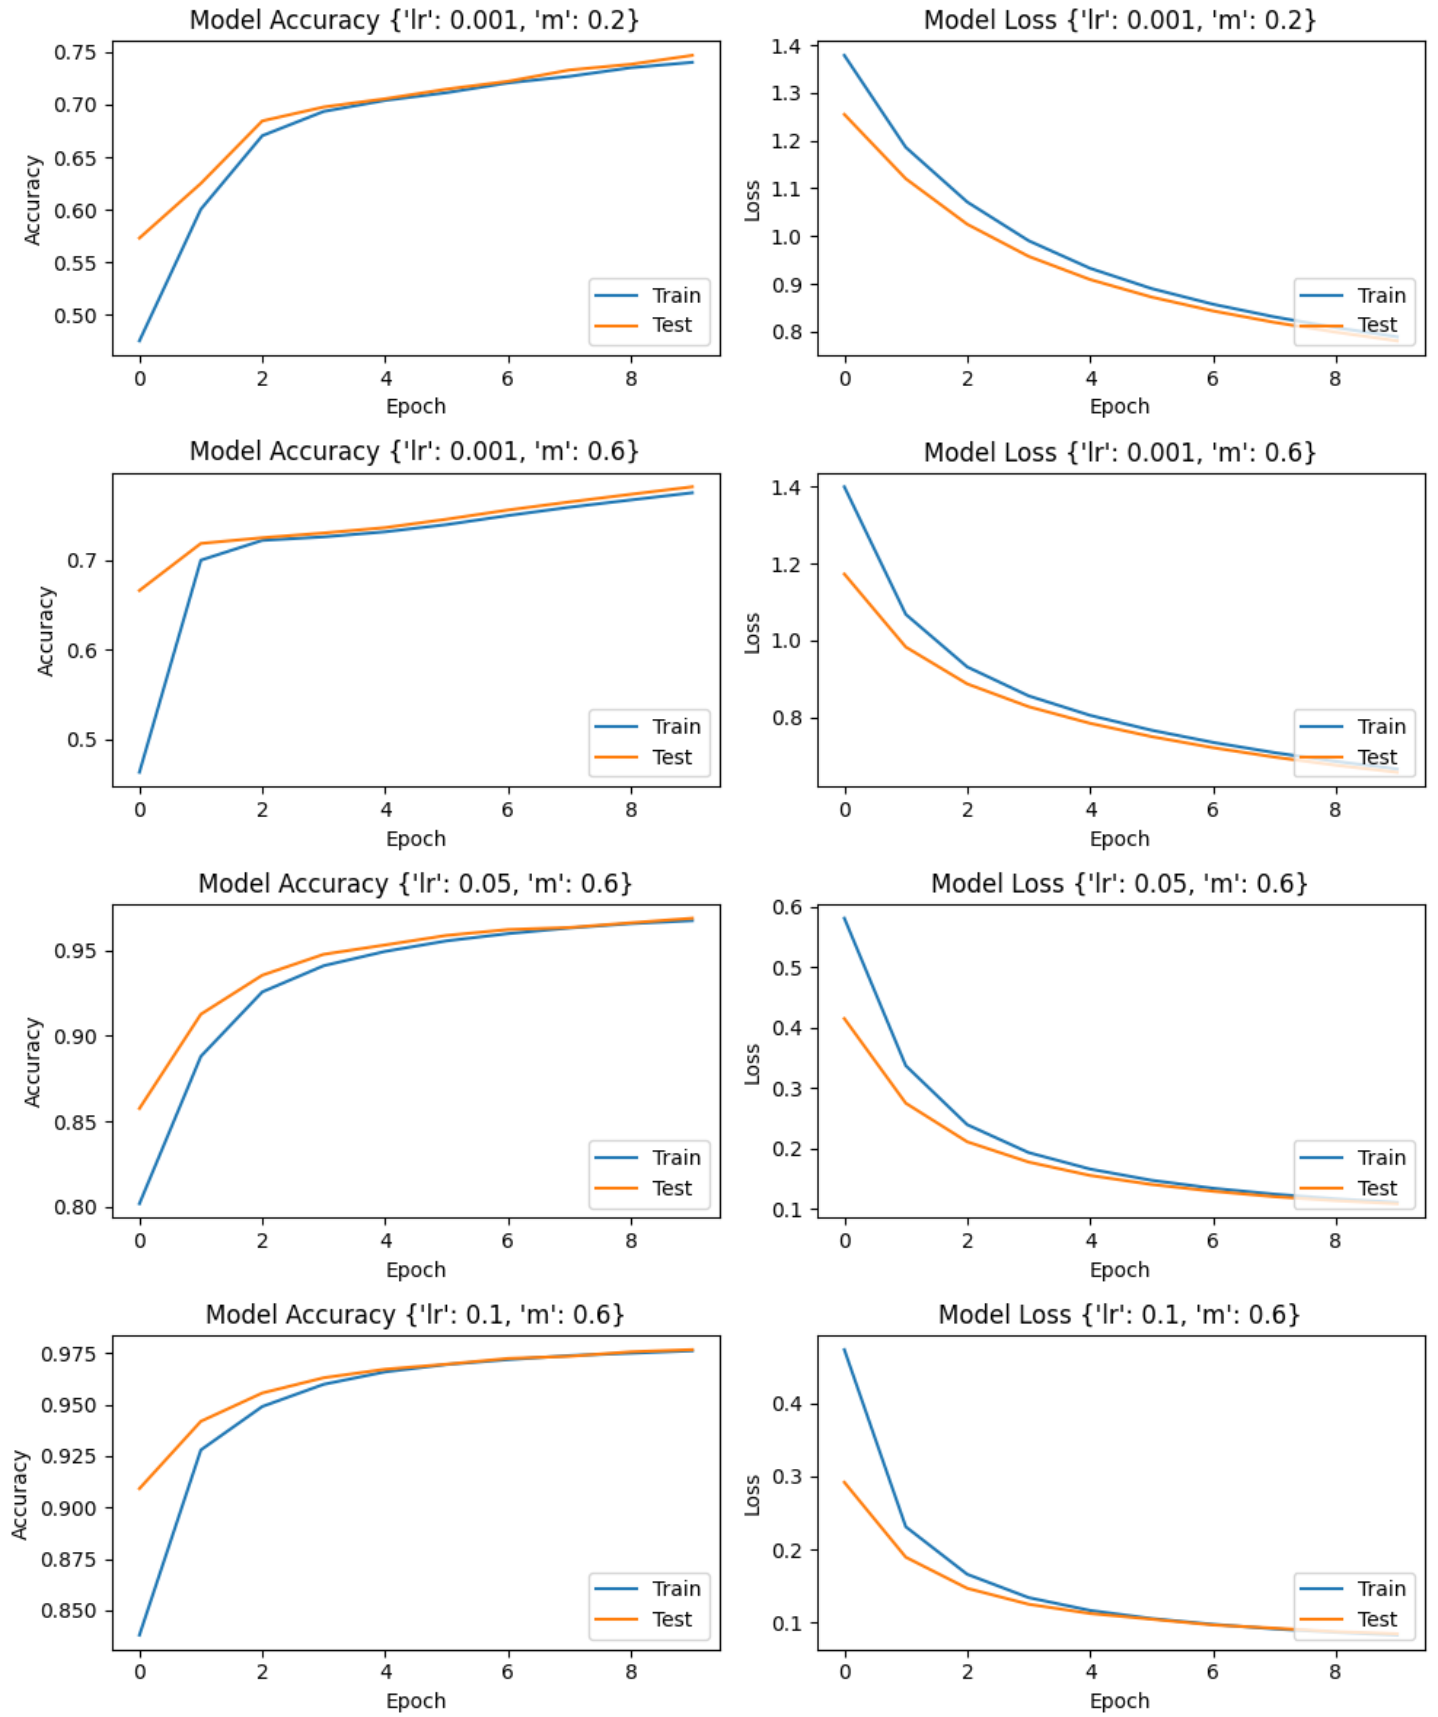 Model Accuracy {'lr': 0.001, 'm': 0.2}
0.75
0.70
0.65
0.60
0.55
0.50
Accuracy
Train
Test
0 2 4 6 8
Epoch
Model Loss {'lr': 0.001, 'm': 0.2}
1.4
1.3
1.2
1.1
1.0
0.9
0.8
Loss
Train
Test
0 2 4 6 8
Epoch
Model Accuracy {'lr': 0.001, 'm': 0.6}
0.7
0.6
0.5
Accuracy
Train
Test
0 2 4 6 8
Epoch
Model Loss {'lr': 0.001, 'm': 0.6}
1.4
1.2
1.0
0.8
Loss
Train
Test
0 2 4 6 8
Epoch
Model Accuracy {'lr': 0.05, 'm': 0.6}
0.95
0.90
0.85
0.80
Accuracy
Train
Test
0 2 4 6 8
Epoch
Model Loss {'lr': 0.05, 'm': 0.6}
0.6
0.5
0.4
0.3
0.2
0.1
Loss
Train
Test
0 2 4 6 8
Epoch
Model Accuracy {'lr': 0.1, 'm': 0.6}
0.975
0.950
0.925
0.900
0.875
0.850
Accuracy
Train
Test
0 2 4 6 8
Epoch
Model Loss {'lr': 0.1, 'm': 0.6}
0.4
0.3
0.2
0.1
Loss
Train
Test
0 2 4 6 8
Epoch